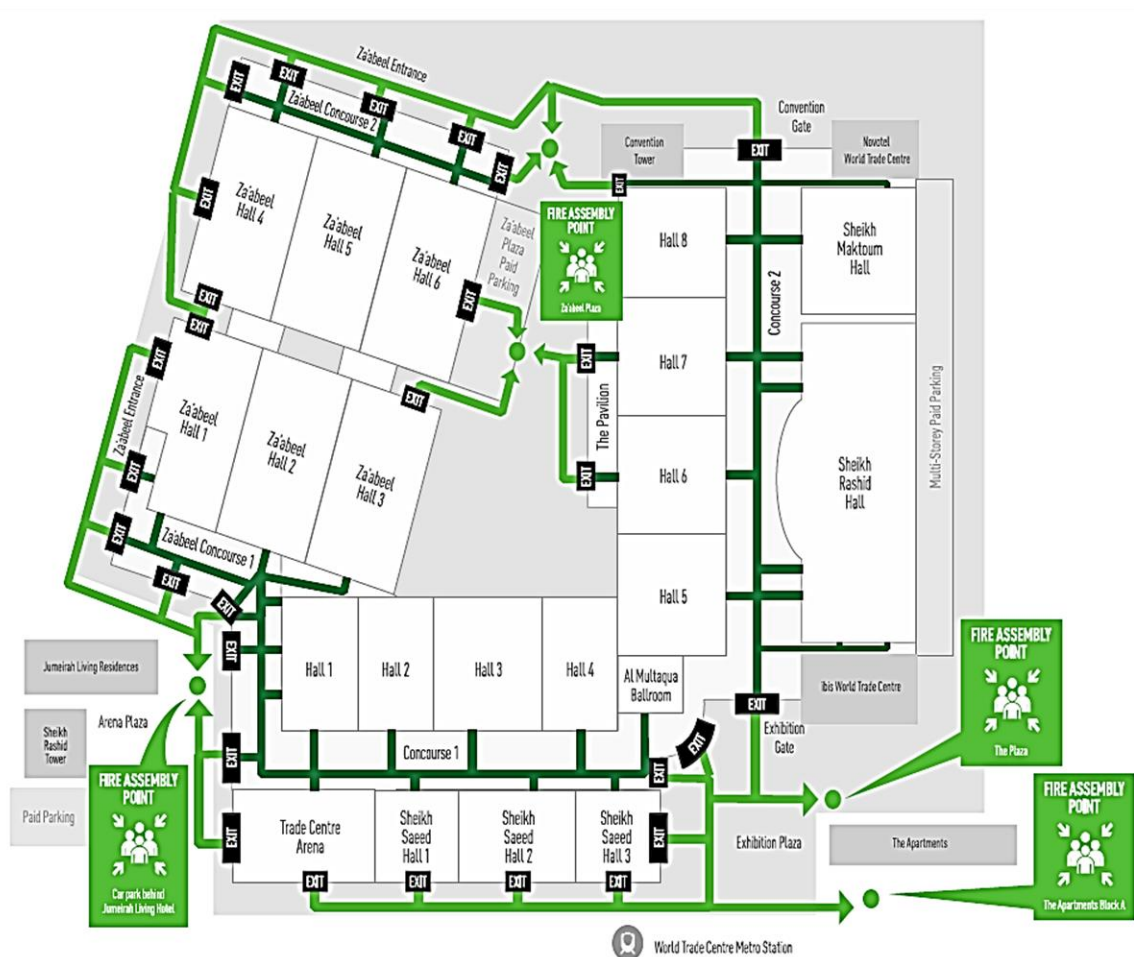 Za'abeel Entrance
EXIT
EXIT
EXIT
EXIT
EXIT
Za'abeel Concourse 2
Convention
Gate
EXIT
Convention
Tower
Novotel
World Trade Centre
EXIT
EXIT
Za'abeel
Hall 4
Za'abeel
Hall 5
Za'abeel
Hall 6
EXIT
Za'abeel
Plaza
Paid
Parking
FIRE ASSEMBLY
POINT
Za'abeel Plaza
Hall 8
Sheikh
Maktoum
Hall
Concourse 2
EXIT
EXIT
EXIT
Za'abeel Entrance
EXIT
EXIT
EXIT
EXIT
EXIT
Za'abeel
Hall 1
Za'abeel
Hall 2
Za'abeel
Hall 3
Za'abeel Concourse 1
EXIT
The Pavilion
EXIT
Hall 7
Hall 6
Hall 5
Sheikh
Rashid
Hall
Multi-Storey Paid Parking
EXIT
EXIT
Jumeirah Living Residences
Hall 1
Hall 2
Hall 3
Hall 4
Al Multaqua
Ballroom
EXIT
Ibis World Trade Centre
FIRE ASSEMBLY
POINT
The Plaza
Arena Plaza
Sheikh
Rashid
Tower
EXIT
Concourse 1
EXIT
EXIT
Exhibition
Gate
Paid Parking
FIRE ASSEMBLY
POINT
Car park behind
Jumeirah Living Hotel
EXIT
Trade Centre
Arena
Sheikh
Saeed
Hall 1
Sheikh
Saeed
Hall 2
Sheikh
Saeed
Hall 3
EXIT
Exhibition Plaza
The Apartments
FIRE ASSEMBLY
POINT
The Apartments Block A
EXIT
EXIT
EXIT
EXIT
World Trade Centre Metro Station